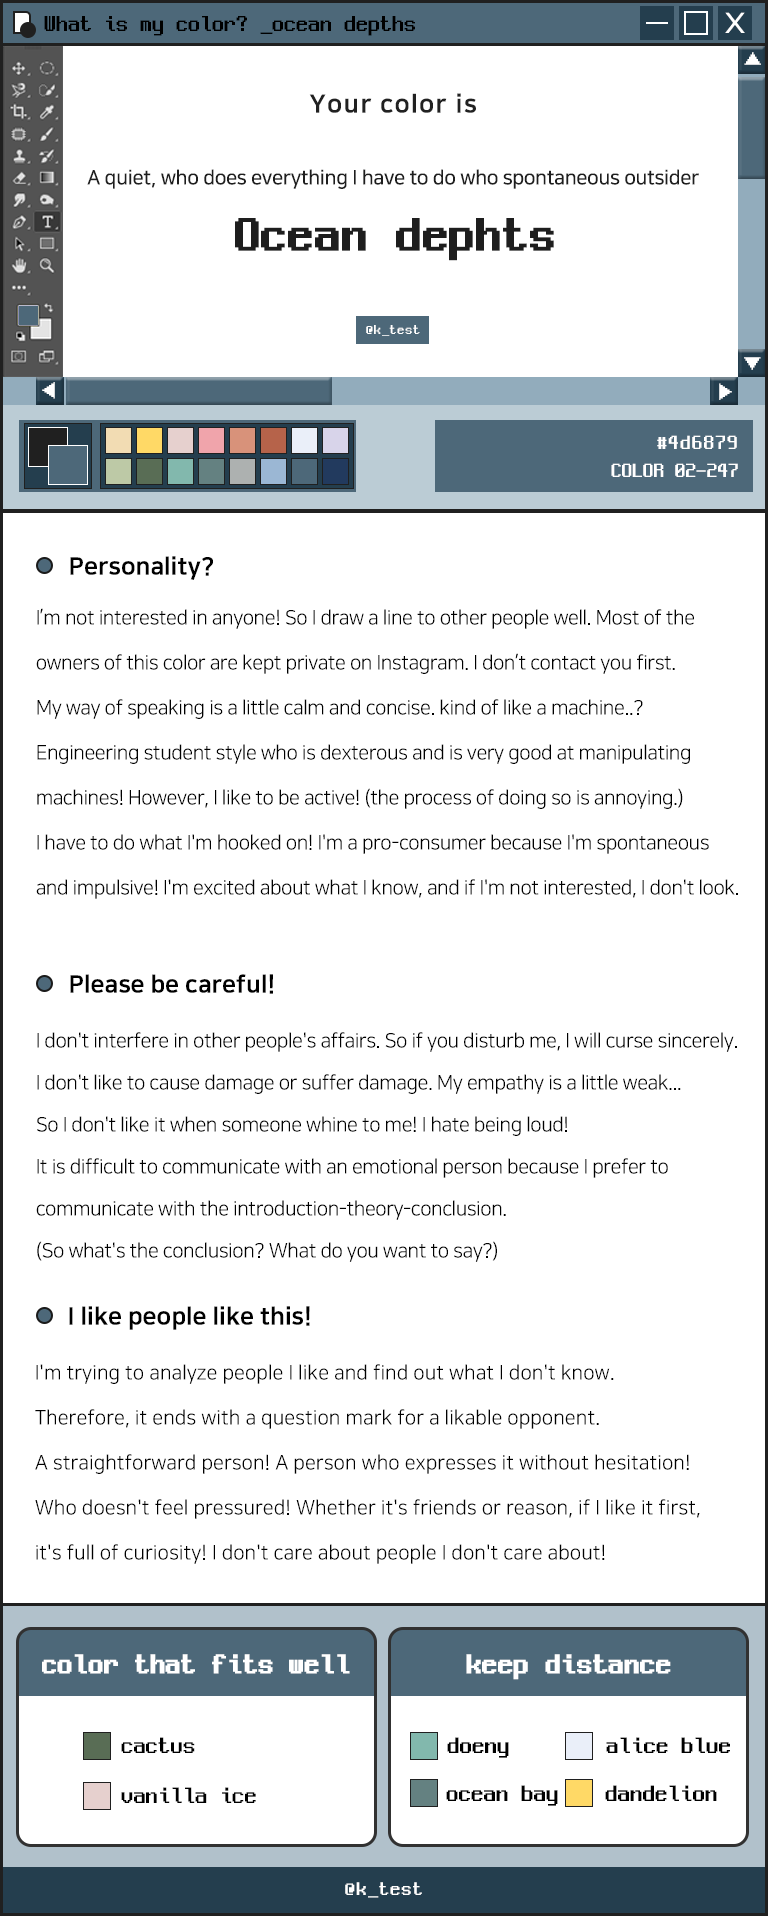 What is my color? _ocean depths
Your color is
A quiet, who does everything I have to do who spontaneous outsider
Ocean dephts
@k_test
#4d6879
COLOR 02-247
Personality?
I'm not interested in anyone! So I draw a line to other people well. Most of the
owners of this color are kept private on Instagram. I don't contact you first.
My way of speaking is a little calm and concise. kind of like a machine..?
Engineering student style who is dexterous and is very good at manipulating
machines! However, I like to be active! (the process of doing so is annoying.)
I have to do what I'm hooked on! I'm a pro-consumer because I'm spontaneous
and impulsive! I'm excited about what I know, and if I'm not interested, I don't look.
Please be careful!
I don't interfere in other people's affairs. So if you disturb me, I will curse sincerely.
I don't like to cause damage or suffer damage. My empathy is a little weak...
So I don't like it when someone whine to me! I hate being loud!
It is difficult to communicate with an emotional person because I prefer to
communicate with the introduction-theory-conclusion.
(So what's the conclusion? What do you want to say?)
I like people like this!
I'm trying to analyze people I like and find out what I don't know.
Therefore, it ends with a question mark for a likable opponent.
A straightforward person! A person who expresses it without hesitation!
Who doesn't feel pressured! Whether it's friends or reason, if I like it first,
it's full of curiosity! I don't care about people I don't care about!
color that fits well
cactus
vanilla ice
keep distance
doeny alice blue
ocean bay dandelion
@k_test